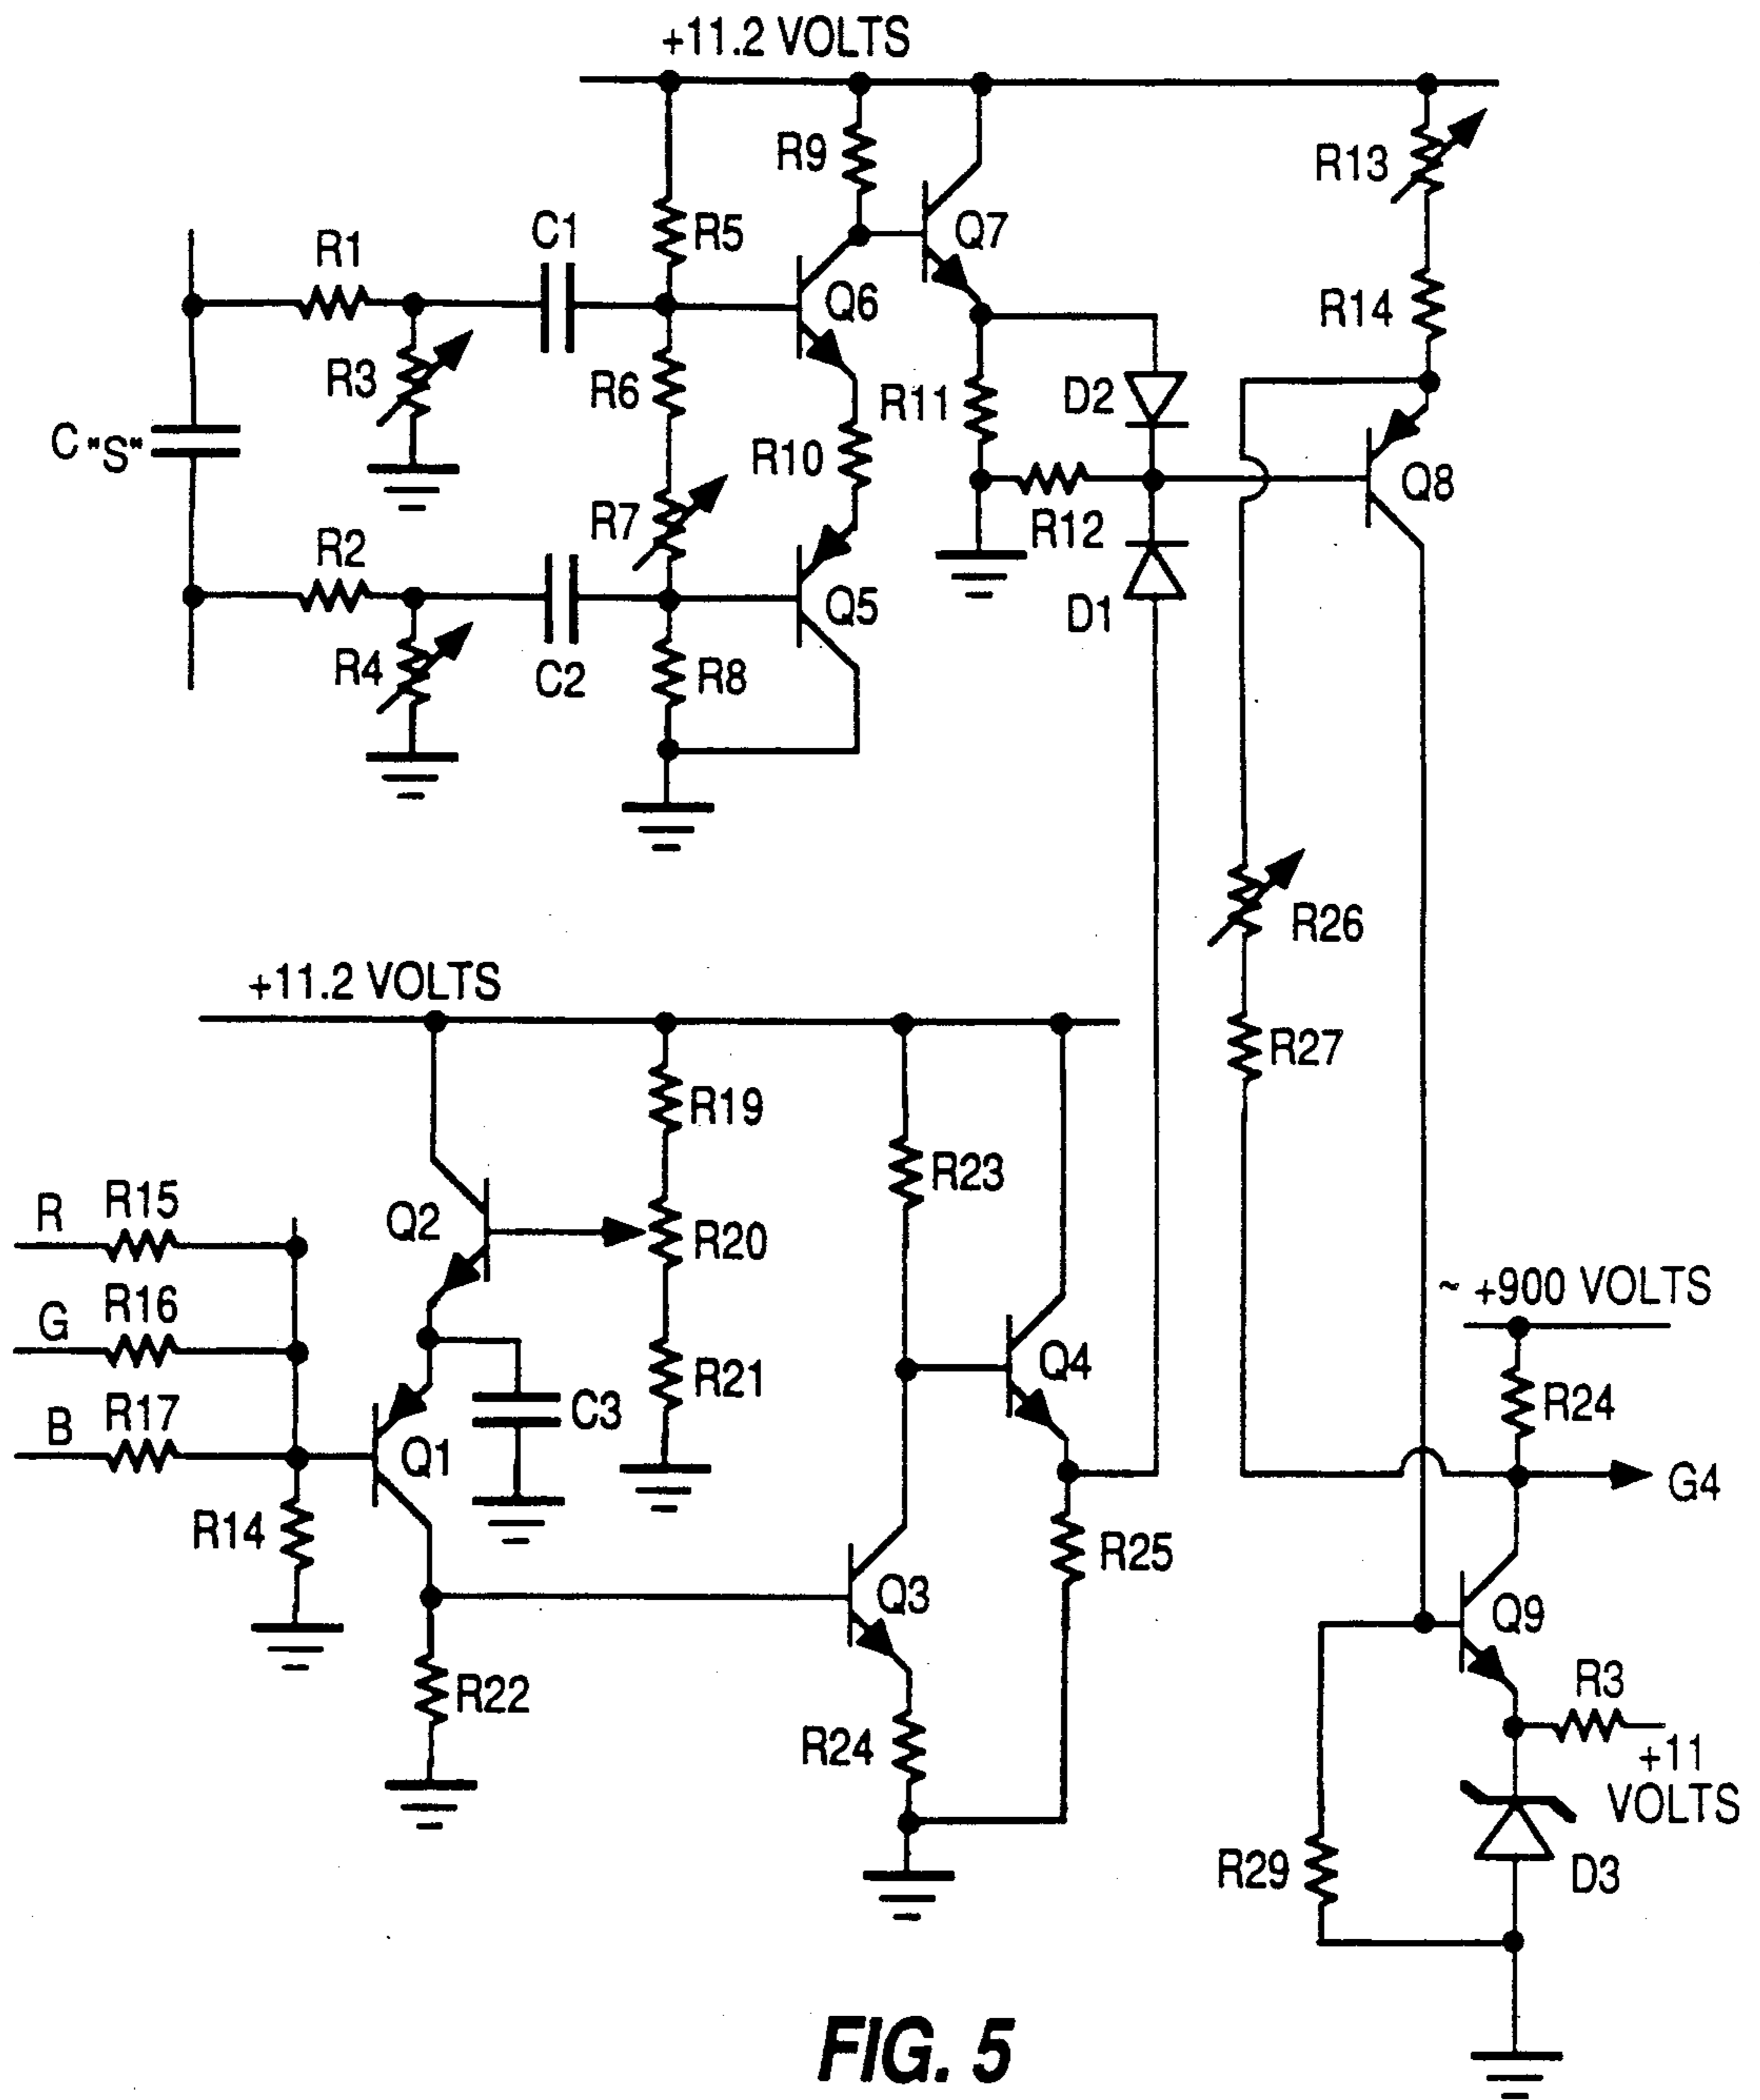 +11.2 VOLTS
R9
R13
R1
C1
R5
Q7
Q6
R14
R3
R6
R11
D2
C "S"
R10
Q8
R7
R12
R2
Q5
D1
R4
C2
R8
R26
+11.2 VOLTS
R27
R19
R23
R R15
Q2
R20
~ +900 VOLTS
G R16
Q4
R21
R24
B R17
C3
Q1
G4
R14
R25
Q3
Q9
R22
R3
R24
+11
VOLTS
R29
D3
FIG. 5